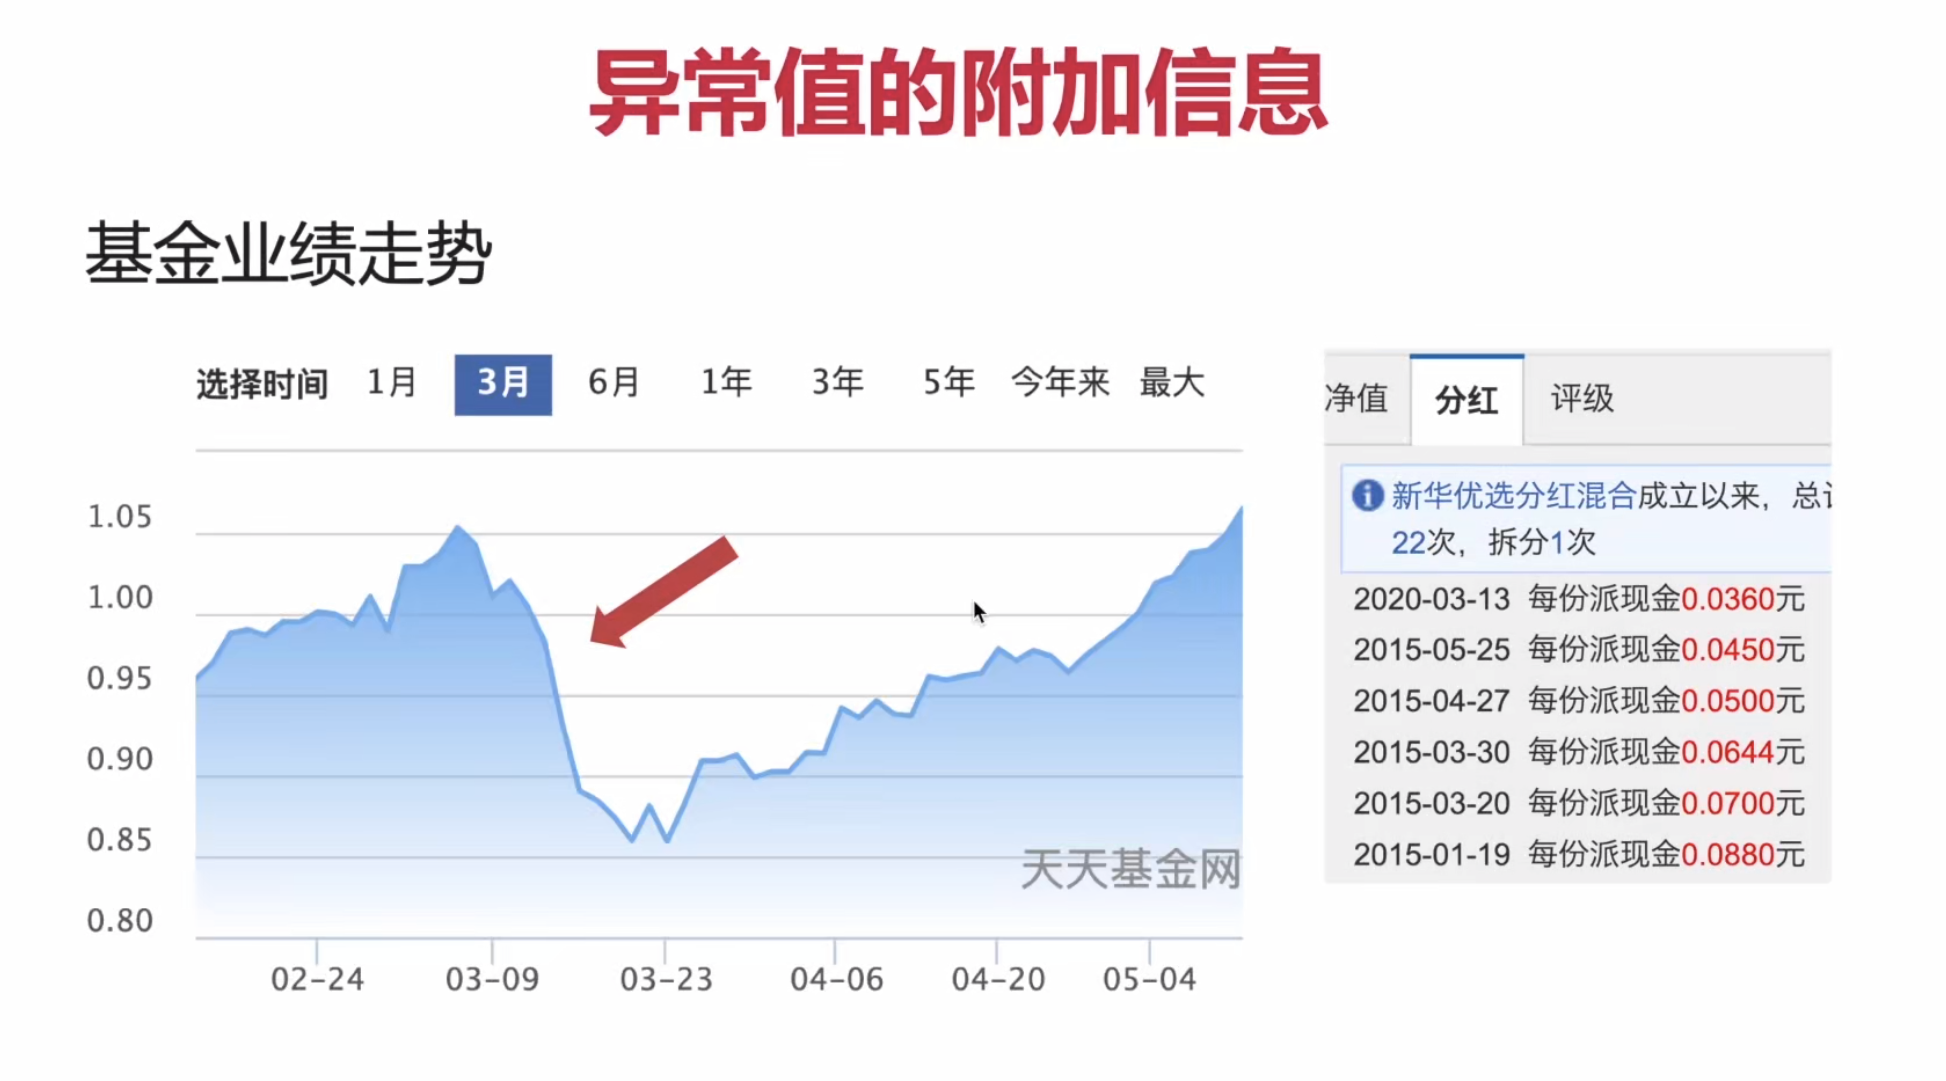 异常值的附加信息
基金业绩走势
选择时间 1月 3月 6月 1年 3年 5年 今年来 最大
1.05
1.00
0.95
0.90
0.85
0.80
天天基金网
02-24 03-09 03-23 04-06 04-20 05-04
净值 分红 评级
新华优选分红混合成立以来，总
22次，拆分1次
2020-03-13 每份派现金0.0360元
2015-05-25 每份派现金0.0450元
2015-04-27 每份派现金0.0500元
2015-03-30 每份派现金0.0644元
2015-03-20 每份派现金0.0700元
2015-01-19 每份派现金0.0880元